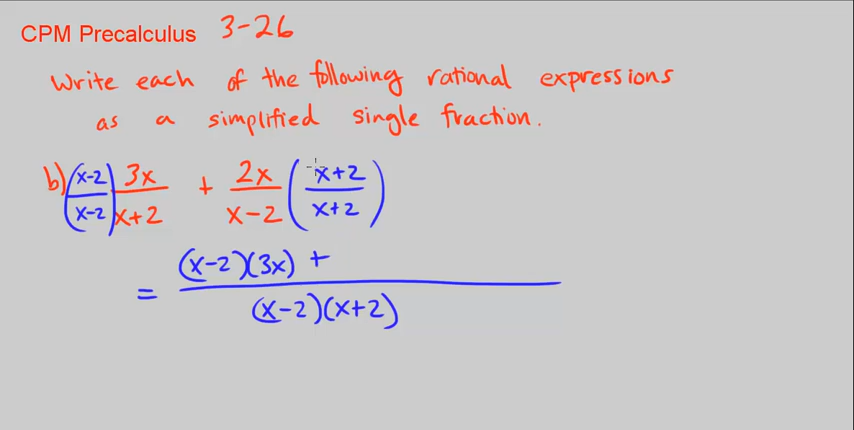 CPM Precalculus 3-26
Write each of the following rational expressions
as a simplified single fraction.
b) (x-2)/(x-2) 3x/x+2 + 2x/x-2 (x+2/x+2)
= (x-2)(3x) + / (x-2)(x+2)